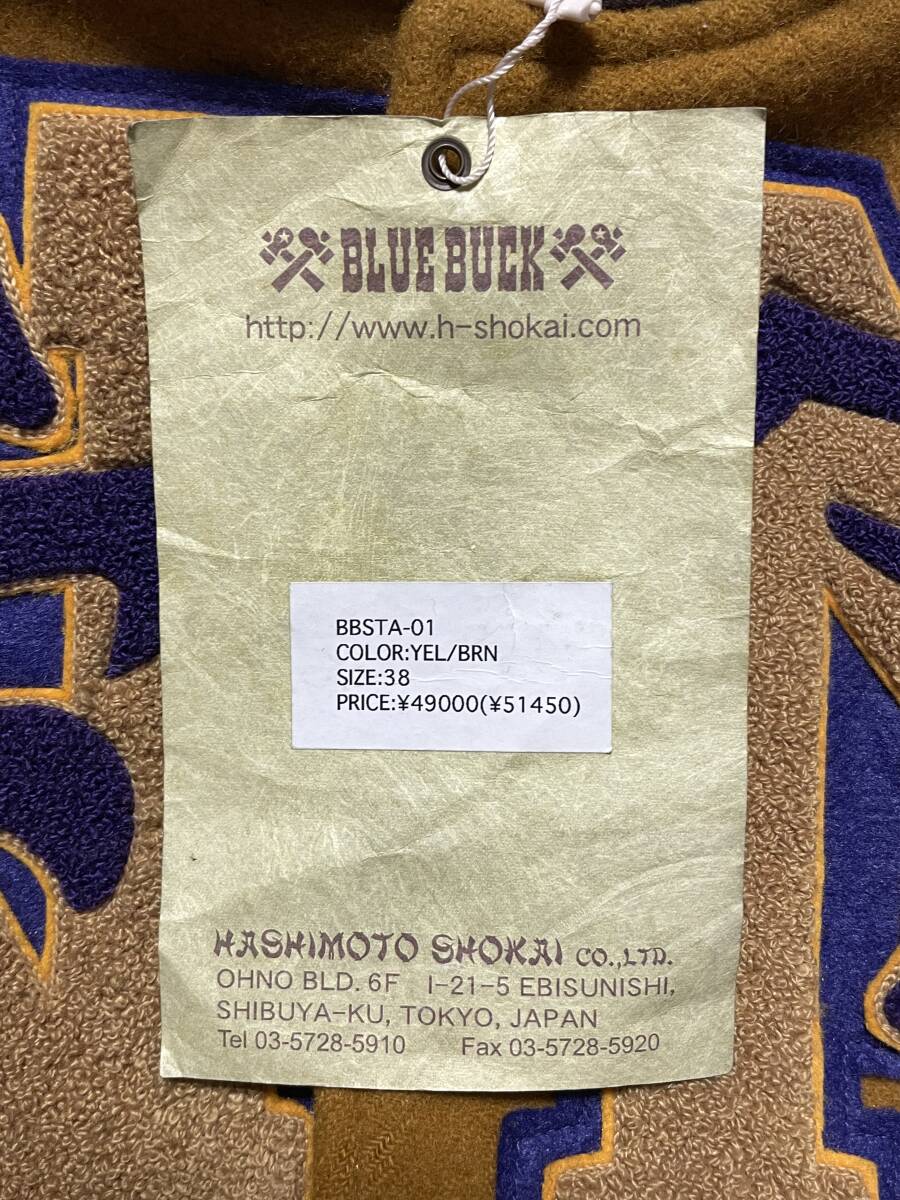 BLUE BUCK
http://www.h-shokai.com
BBSTA-01
COLOR:YEL/BRN
SIZE:38
PRICE:¥49000(¥51450)
HASHIMOTO SHOKAI CO.,LTD.
OHNO BLD. 6F 1-21-5 EBISUNISHI,
SHIBUYA-KU, TOKYO, JAPAN
Tel 03-5728-5910 Fax 03-5728-5920